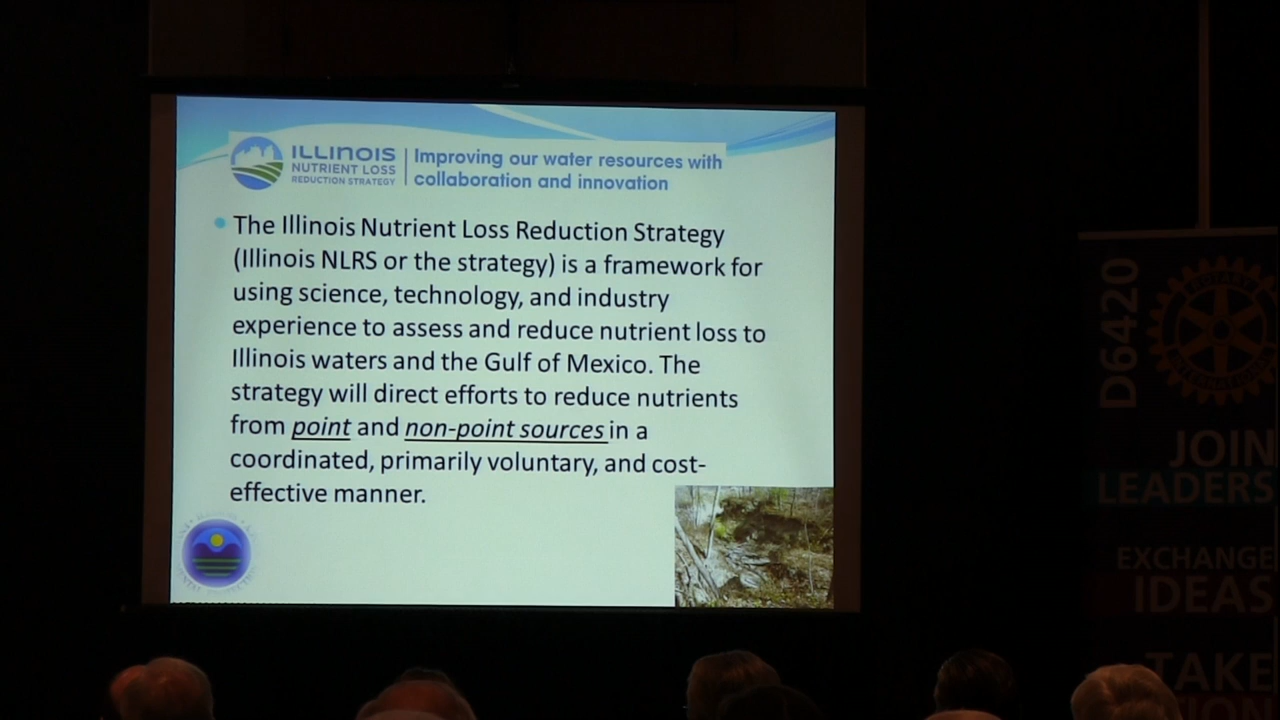 ILLINOIS
NUTRIENT LOSS
REDUCTION STRATEGY
Improving our water resources with
collaboration and innovation
The Illinois Nutrient Loss Reduction Strategy
(Illinois NLRS or the strategy) is a framework for
using science, technology, and industry
experience to assess and reduce nutrient loss to
Illinois waters and the Gulf of Mexico. The
strategy will direct efforts to reduce nutrients
from point and non-point sources in a
coordinated, primarily voluntary, and cost-
effective manner.
D6420
ROTARY
INTERNATIONAL
JOIN
LEADERS
EXCHANGE
IDEAS
TAKE